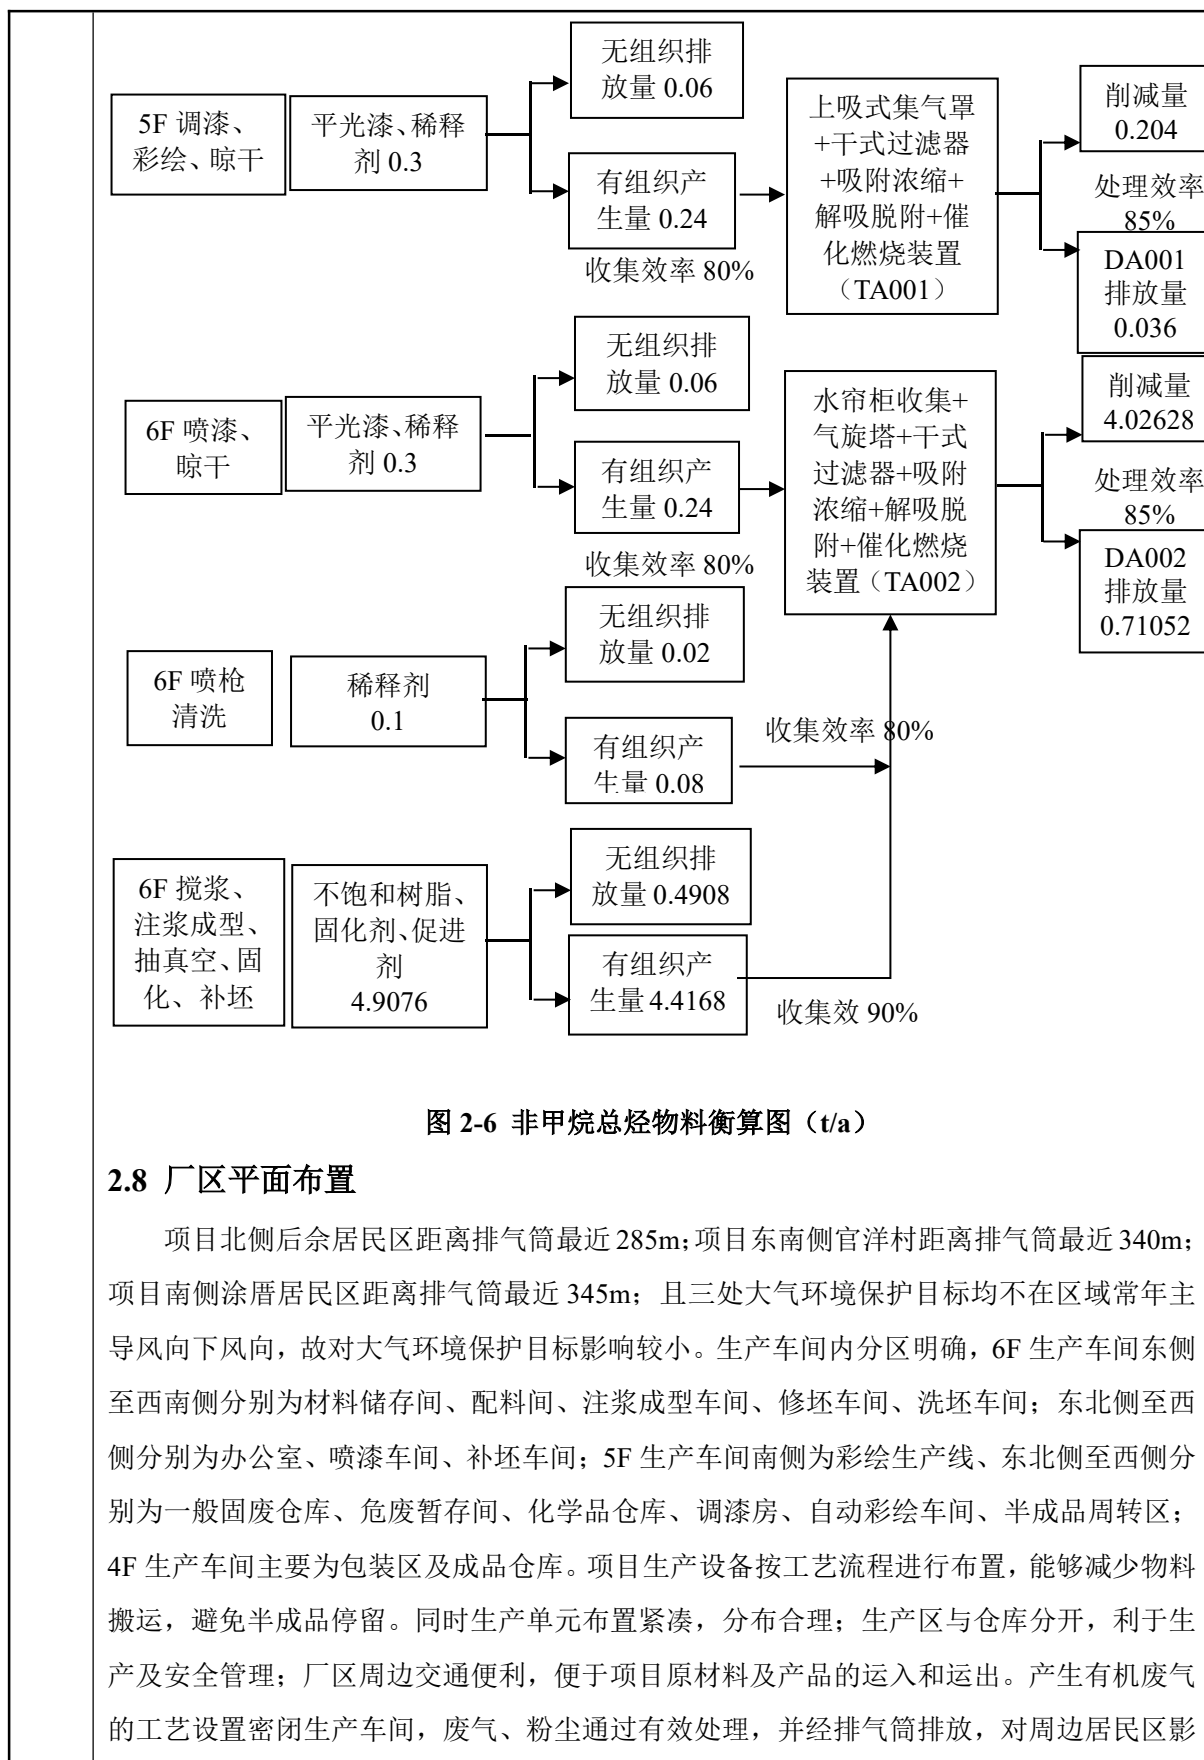 5F 调漆、
彩绘、晾干
平光漆、稀释
剂 0.3
无组织排
放量 0.06
有组织产
生量 0.24
收集效率 80%
上吸式集气罩
+干式过滤器
+吸附浓缩+
解吸脱附+催
化燃烧装置
（TA001）
削减量
0.204
处理效率
85%
DA001
排放量
0.036
6F 喷漆、
晾干
平光漆、稀释
剂 0.3
无组织排
放量 0.06
有组织产
生量 0.24
收集效率 80%
水帘柜收集+
气旋塔+干式
过滤器+吸附
浓缩+解吸脱
附+催化燃烧
装置（TA002）
削减量
4.02628
处理效率
85%
DA002
排放量
0.71052
6F 喷枪
清洗
稀释剂
0.1
无组织排
放量 0.02
有组织产
生量 0.08
收集效率 80%
6F 搅浆、
注浆成型、
抽真空、固
化、补坯
不饱和树脂、
固化剂、促进
剂
4.9076
无组织排
放量 0.4908
有组织产
生量 4.4168
收集效 90%
图 2-6 非甲烷总烃物料衡算图（t/a）
2.8 厂区平面布置
项目北侧后佘居民区距离排气筒最近 285m；项目东南侧官洋村距离排气筒最近 340m；
项目南侧涂厝居民区距离排气筒最近 345m；且三处大气环境保护目标均不在区域常年主
导风向下风向，故对大气环境保护目标影响较小。生产车间内分区明确，6F 生产车间东侧
至西南侧分别为材料储存间、配料间、注浆成型车间、修坯车间、洗坯车间；东北侧至西
侧分别为办公室、喷漆车间、补坯车间；5F 生产车间南侧为彩绘生产线、东北侧至西侧分
别为一般固废仓库、危废暂存间、化学品仓库、调漆房、自动彩绘车间、半成品周转区；
4F 生产车间主要为包装区及成品仓库。项目生产设备按工艺流程进行布置，能够减少物料
搬运，避免半成品停留。同时生产单元布置紧凑，分布合理；生产区与仓库分开，利于生
产及安全管理；厂区周边交通便利，便于项目原材料及产品的运入和运出。产生有机废气
的工艺设置密闭生产车间，废气、粉尘通过有效处理，并经排气筒排放，对周边居民区影